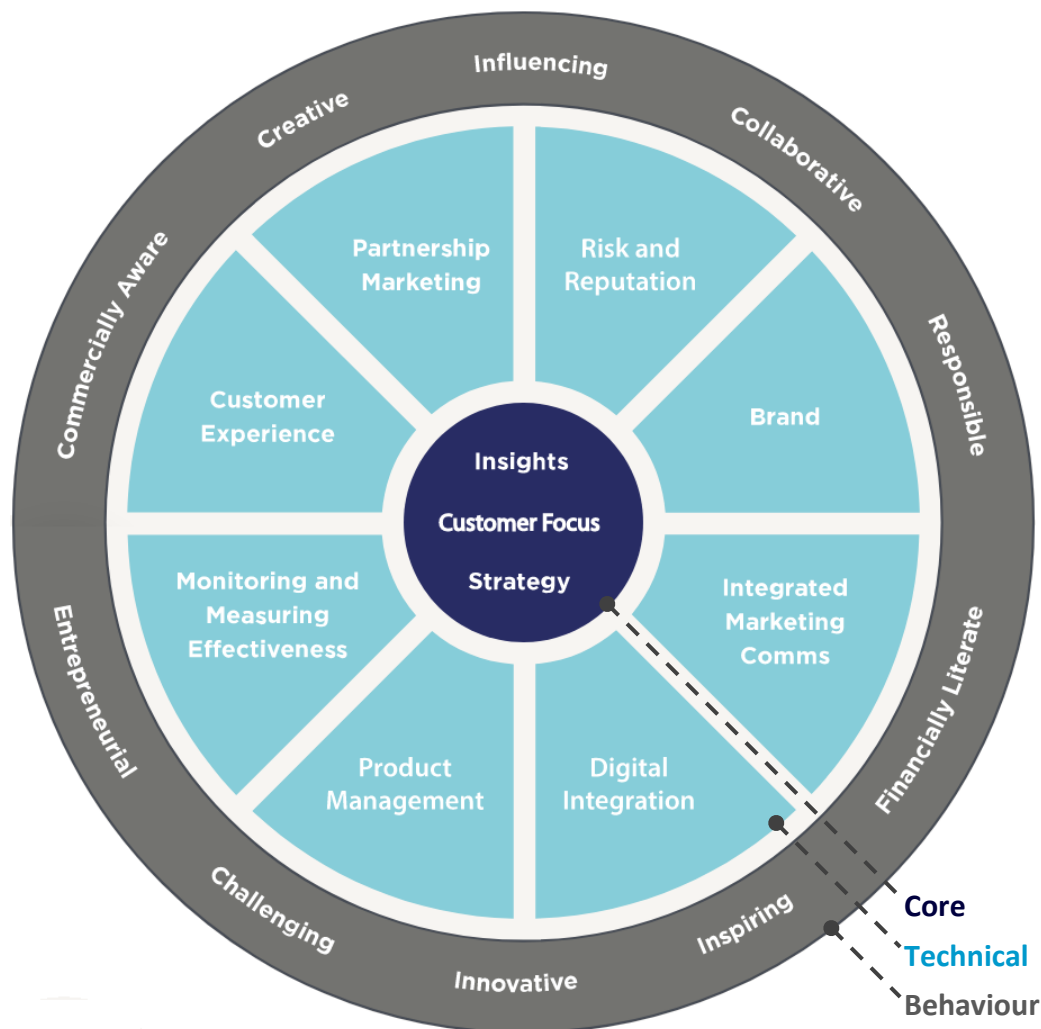 Influencing
Collaborative
Responsible
Financially Literate
Inspiring
Innovative
Challenging
Entrepreneurial
Commercially Aware
Creative
Partnership
Marketing
Risk and
Reputation
Brand
Integrated
Marketing
Comms
Digital
Integration
Product
Management
Monitoring and
Measuring
Effectiveness
Customer
Experience
Insights
Customer Focus
Strategy
Core
Technical
Behaviour